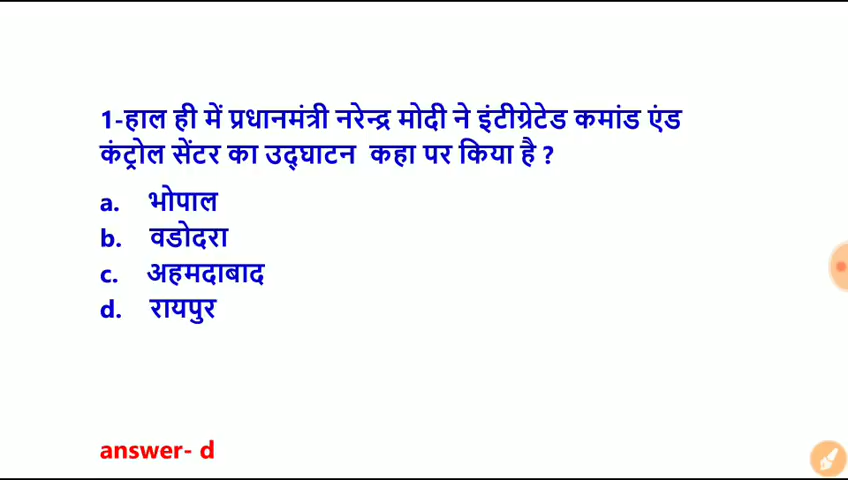 1-हाल ही में प्रधानमंत्री नरेन्द्र मोदी ने इंटीग्रेटेड कमांड एंड
कंट्रोल सेंटर का उद्घाटन कहा पर किया है ?
a. भोपाल
b. वडोदरा
c. अहमदाबाद
d. रायपुर
answer- d